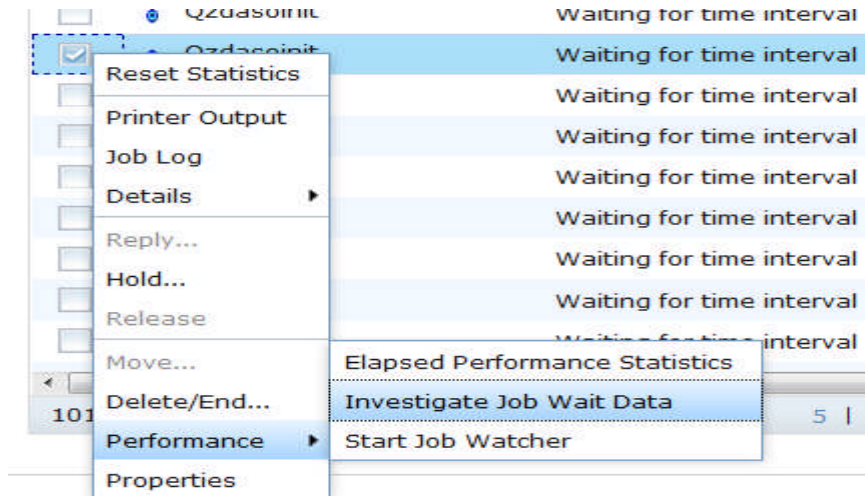 Qzdasoinit Waiting for time interval
Qzdasoinit Waiting for time interval
Reset Statistics
Waiting for time interval
Printer Output
Waiting for time interval
Job Log
Waiting for time interval
Details
Waiting for time interval
Reply...
Waiting for time interval
Hold...
Waiting for time interval
Release
Waiting for time interval
Move...
Elapsed Performance Statistics
Delete/End...
Investigate Job Wait Data
101
5 |
Performance
Start Job Watcher
Properties